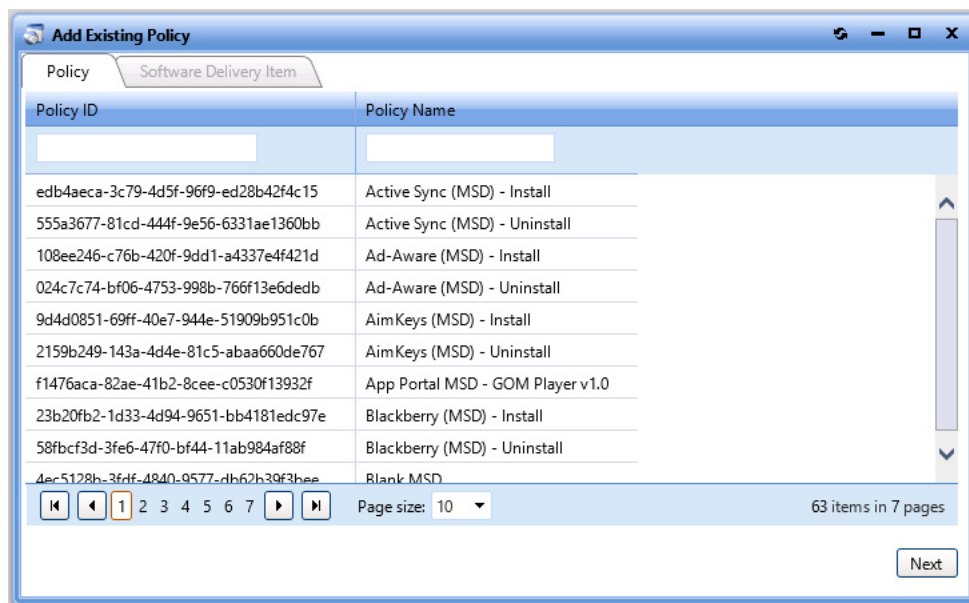 Add Existing Policy
Policy Software Delivery Item
Policy ID Policy Name
edb4aeca-3c79-4d5f-96f9-ed28b42f4c15 Active Sync (MSD) - Install
555a3677-81cd-444f-9e56-6331ae1360bb Active Sync (MSD) - Uninstall
108ee246-c76b-420f-9dd1-a4337e4f421d Ad-Aware (MSD) - Install
024c7c74-bf06-4753-998b-766f13e6dedb Ad-Aware (MSD) - Uninstall
9d4d0851-69ff-40e7-944e-51909b951c0b AimKeys (MSD) - Install
2159b249-143a-4d4e-81c5-abaa660de767 AimKeys (MSD) - Uninstall
f1476aca-82ae-41b2-8cee-c0530f13932f App Portal MSD - GOM Player v1.0
23b20fb2-1d33-4d94-9651-bb4181edc97e Blackberry (MSD) - Install
58fbcf3d-3fe6-47f0-bf44-11ab984af88f Blackberry (MSD) - Uninstall
4ec5128b-3fdf-4840-9577-db62b39f3bee Blank MSD
1 2 3 4 5 6 7 Page size: 10 63 items in 7 pages
Next